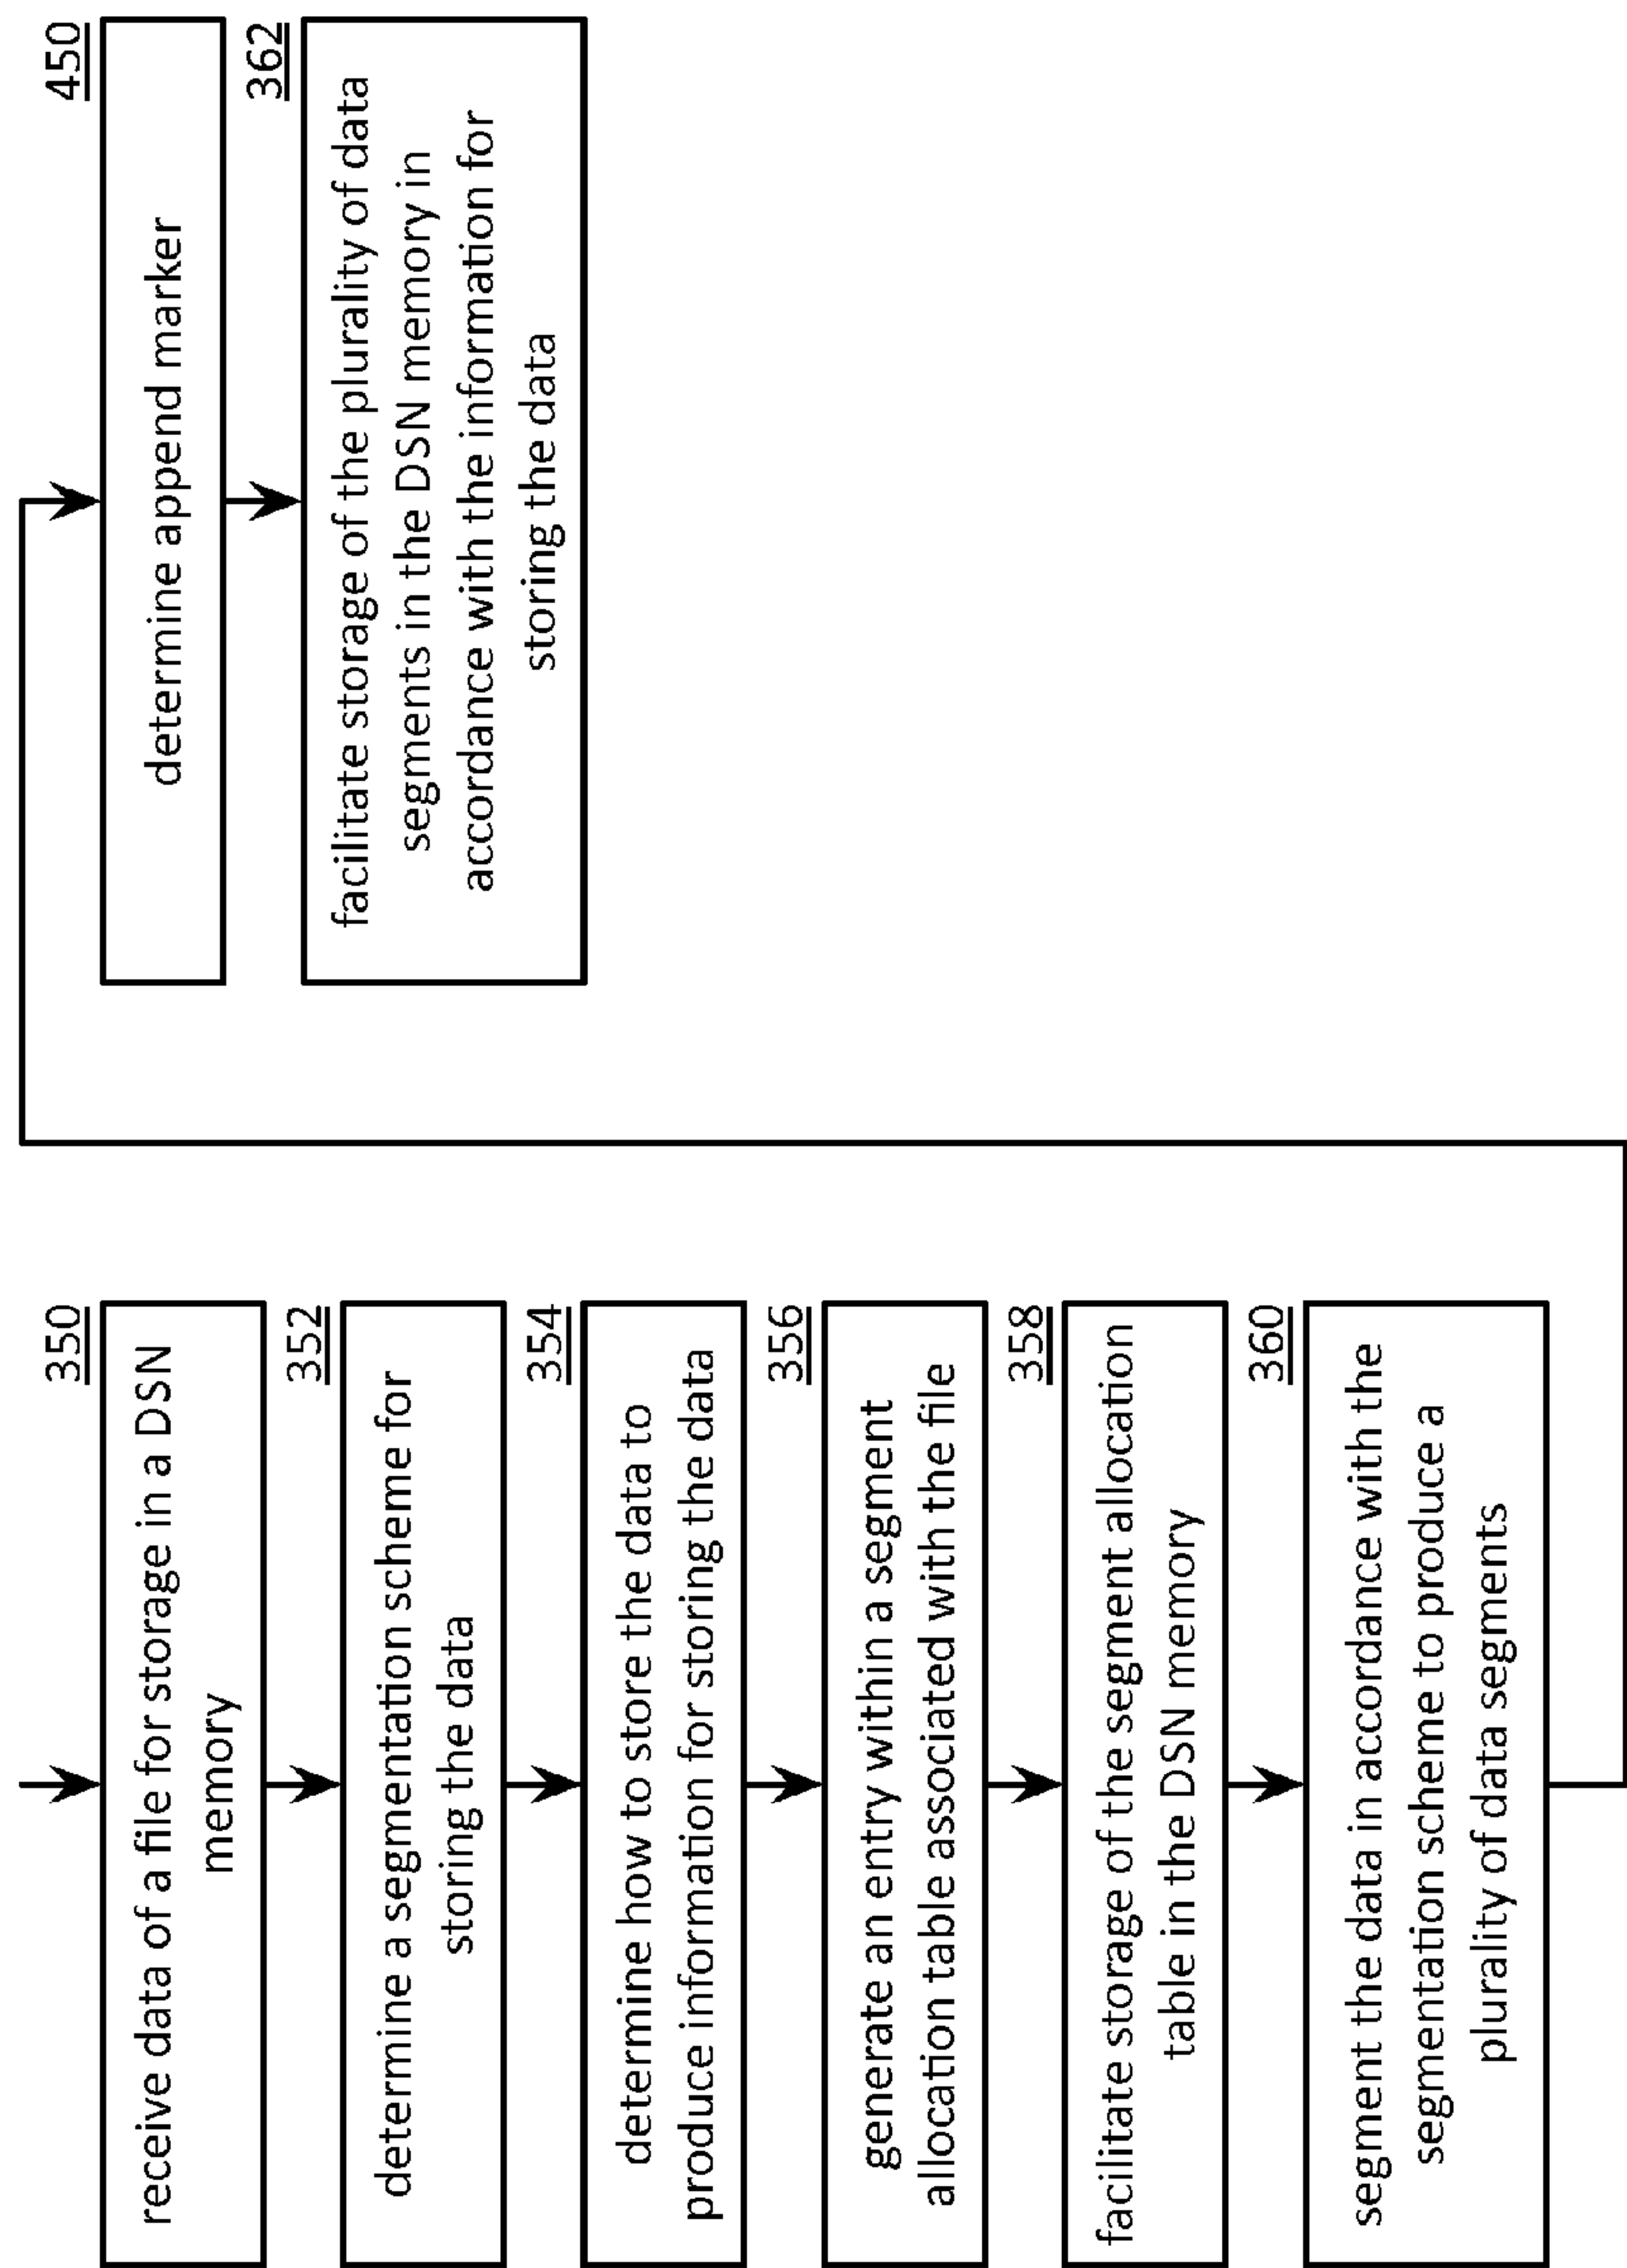 350
receive data of a file for storage in a DSN
memory
352
determine a segmentation scheme for
storing the data
354
determine how to store the data to
produce information for storing the data
356
generate an entry within a segment
allocation table associated with the file
358
facilitate storage of the segment allocation
table in the DSN memory
360
segment the data in accordance with the
segmentation scheme to produce a
plurality of data segments
450
determine append marker
362
facilitate storage of the plurality of data
segments in the DSN memory in
accordance with the information for
storing the data